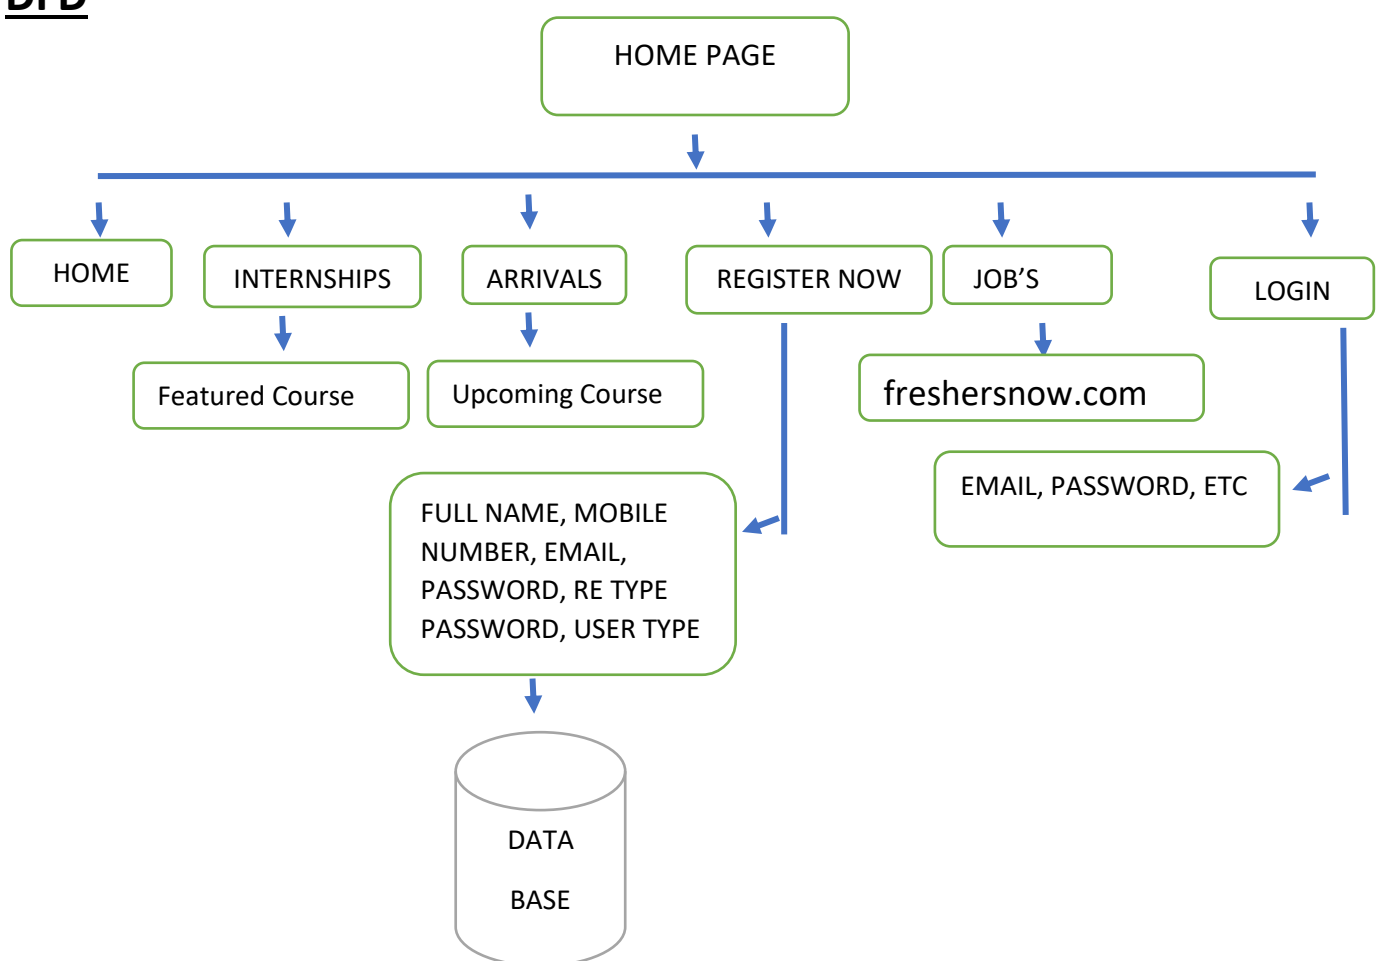 DFD
HOME PAGE
HOME
INTERNSHIPS
ARRIVALS
REGISTER NOW
JOB’S
LOGIN
Featured Course
Upcoming Course
freshersnow.com
EMAIL, PASSWORD, ETC
FULL NAME, MOBILE
NUMBER, EMAIL,
PASSWORD, RE TYPE
PASSWORD, USER TYPE
DATA
BASE